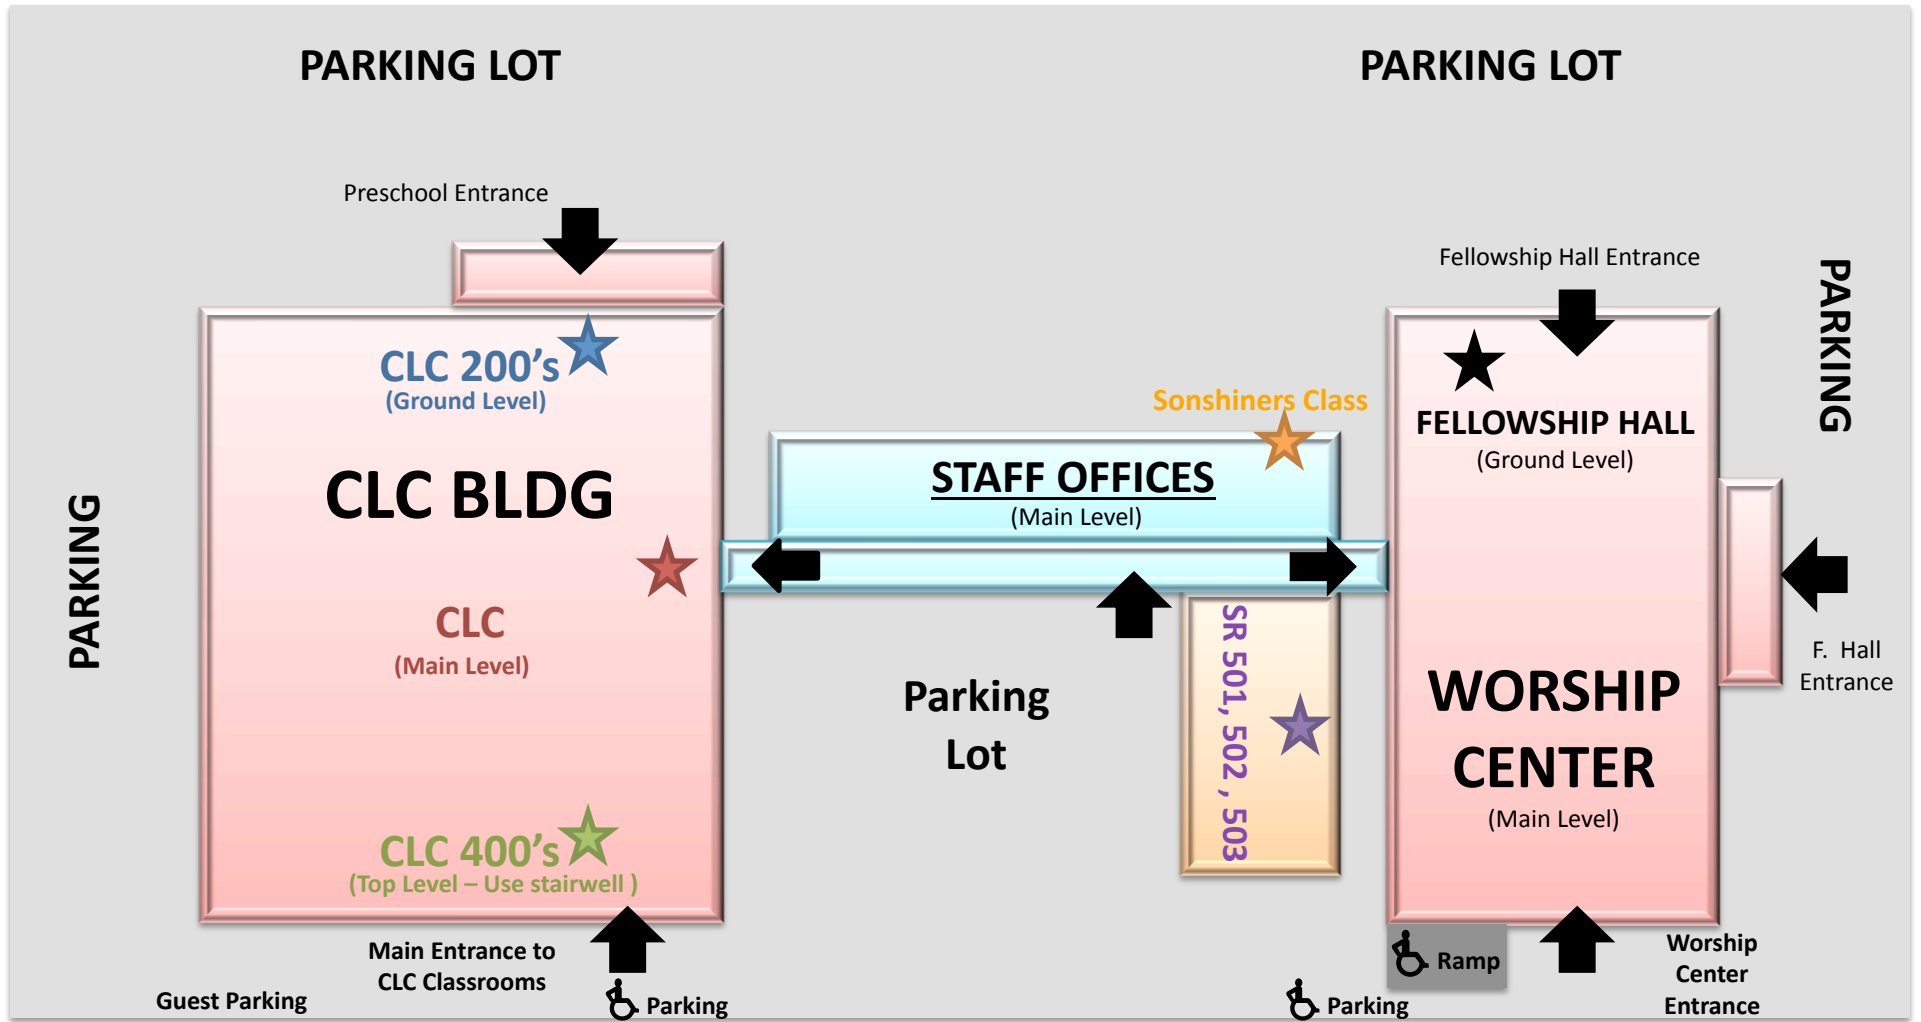 PARKING LOT
PARKING LOT
Preschool Entrance
Fellowship Hall Entrance
PARKING
CLC 200's
(Ground Level)
Sonshiners Class
FELLOWSHIP HALL
(Ground Level)
STAFF OFFICES
(Main Level)
CLC BLDG
PARKING
CLC
(Main Level)
SR 501, 502 , 503
F. Hall
Entrance
Parking
Lot
WORSHIP
CENTER
(Main Level)
CLC 400's
(Top Level – Use stairwell )
Main Entrance to
CLC Classrooms
Guest Parking
Parking
Parking
Ramp
Worship
Center
Entrance